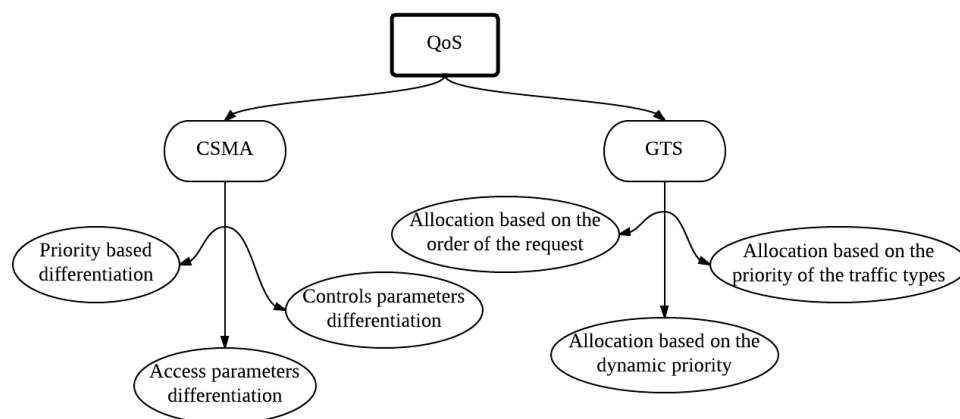 QoS
CSMA
GTS
Priority based
differentiation
Controls parameters
differentiation
Access parameters
differentiation
Allocation based on the
order of the request
Allocation based on the
priority of the traffic types
Allocation based on the
dynamic priority